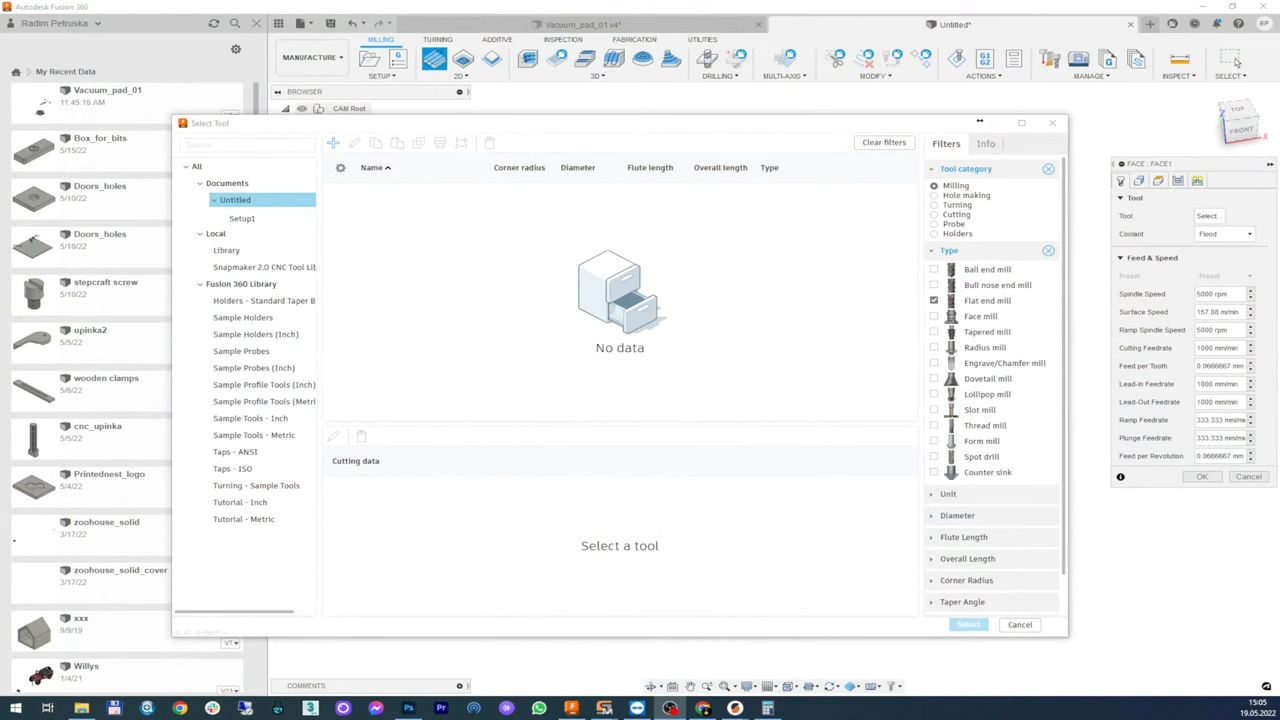 Autodesk Fusion 360
Radim Petruska
Vacuum_pad_01 v4*
Untitled*
RP
MILLING
TURNING
ADDITIVE
INSPECTION
FABRICATION
UTILITIES
MANUFACTURE
SETUP
2D
3D
DRILLING
MULTI-AXIS
MODIFY
ACTIONS
MANAGE
INSPECT
SELECT
My Recent Data
Vacuum_pad_01
11:45:16 AM
Box_for_bits
5/15/22
Doors_holes
5/10/22
Doors_holes
5/10/22
stepcraft screw
5/10/22
upinka2
5/5/22
wooden clamps
5/6/22
cnc_upinka
5/5/22
Printednest_logo
5/4/22
zoohouse_solid
3/17/22
zoohouse_solid_cover
3/17/22
xxx
9/9/19
V7
Willys
1/4/21
BROWSER
CAM Root
TOP
FRONT
Z
X
Select Tool
Search
All
Documents
Untitled
Setup1
Local
Library
Snapmaker 2.0 CNC Tool Lib
Fusion 360 Library
Holders - Standard Taper B
Sample Holders
Sample Holders (Inch)
Sample Probes
Sample Probes (Inch)
Sample Profile Tools (Inch)
Sample Profile Tools (Metri
Sample Tools - Inch
Sample Tools - Metric
Taps - ANSI
Taps - ISO
Turning - Sample Tools
Tutorial - Inch
Tutorial - Metric
Clear filters
Name
Corner radius
Diameter
Flute length
Overall length
Type
No data
Cutting data
Select a tool
Filters
Info
Tool category
Milling
Hole making
Turning
Cutting
Probe
Holders
Type
Ball end mill
Bull nose end mill
Flat end mill
Face mill
Tapered mill
Radius mill
Engrave/Chamfer mill
Dovetail mill
Lollipop mill
Slot mill
Thread mill
Form mill
Spot drill
Counter sink
Unit
Diameter
Flute Length
Overall Length
Corner Radius
Taper Angle
Select
Cancel
FACE : FACE1
Tool
Tool
Select...
Coolant
Flood
Feed & Speed
Preset
Preset
Spindle Speed
5000 rpm
Surface Speed
157.08 m/min
Ramp Spindle Speed
5000 rpm
Cutting Feedrate
1000 mm/min
Feed per Tooth
0.0666667 mm
Lead-In Feedrate
1000 mm/min
Lead-Out Feedrate
1000 mm/min
Ramp Feedrate
333.333 mm/mi
Plunge Feedrate
333.333 mm/mi
Feed per Revolution
0.0666667 mm
OK
Cancel
COMMENTS
15:05
19.05.2022